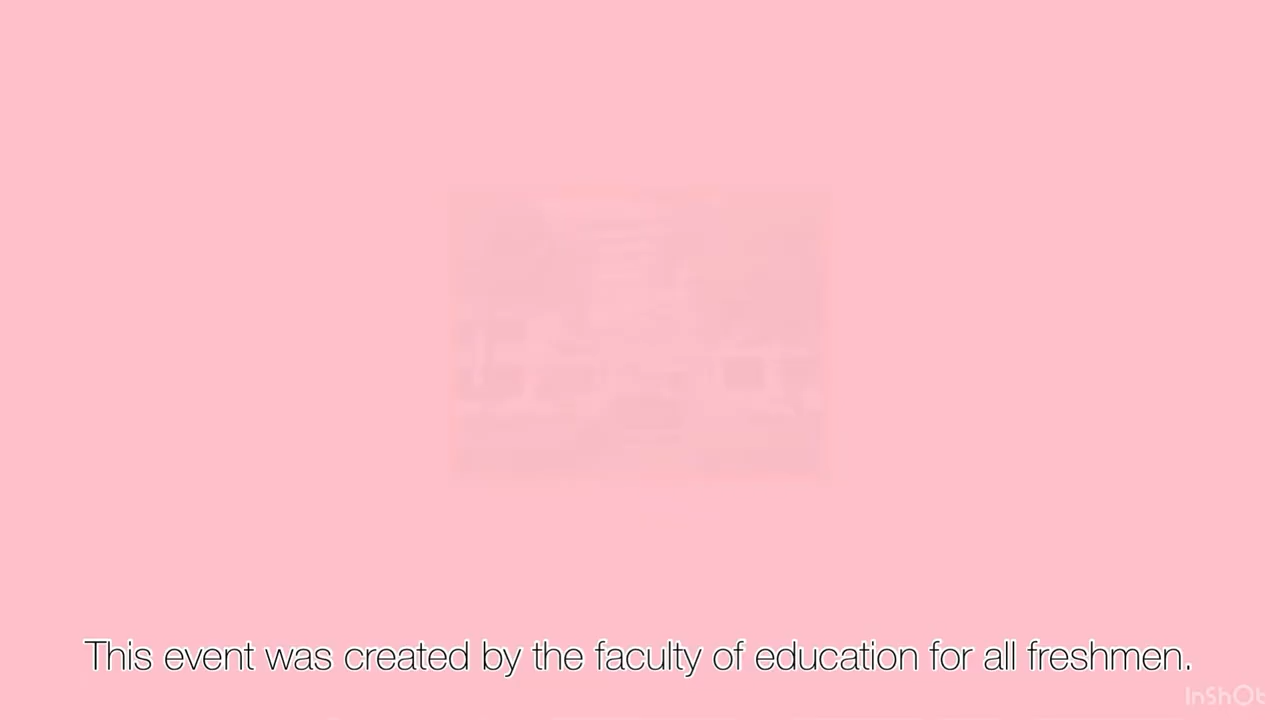 This event was created by the faculty of education for all freshmen.
InShOt